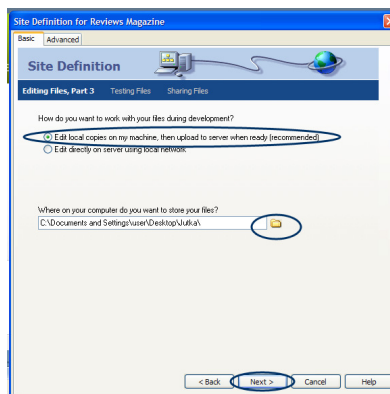 Site Definition for Reviews Magazine
Basic Advanced
Site Definition
Editing Files, Part 3 Testing Files Sharing Files
How do you want to work with your files during development?
Edit local copies on my machine, then upload to server when ready (recommended)
Edit directly on server using local network
Where on your computer do you want to store your files?
C:\Documents and Settings\user\Desktop\Jutka\
< Back Next > Cancel Help